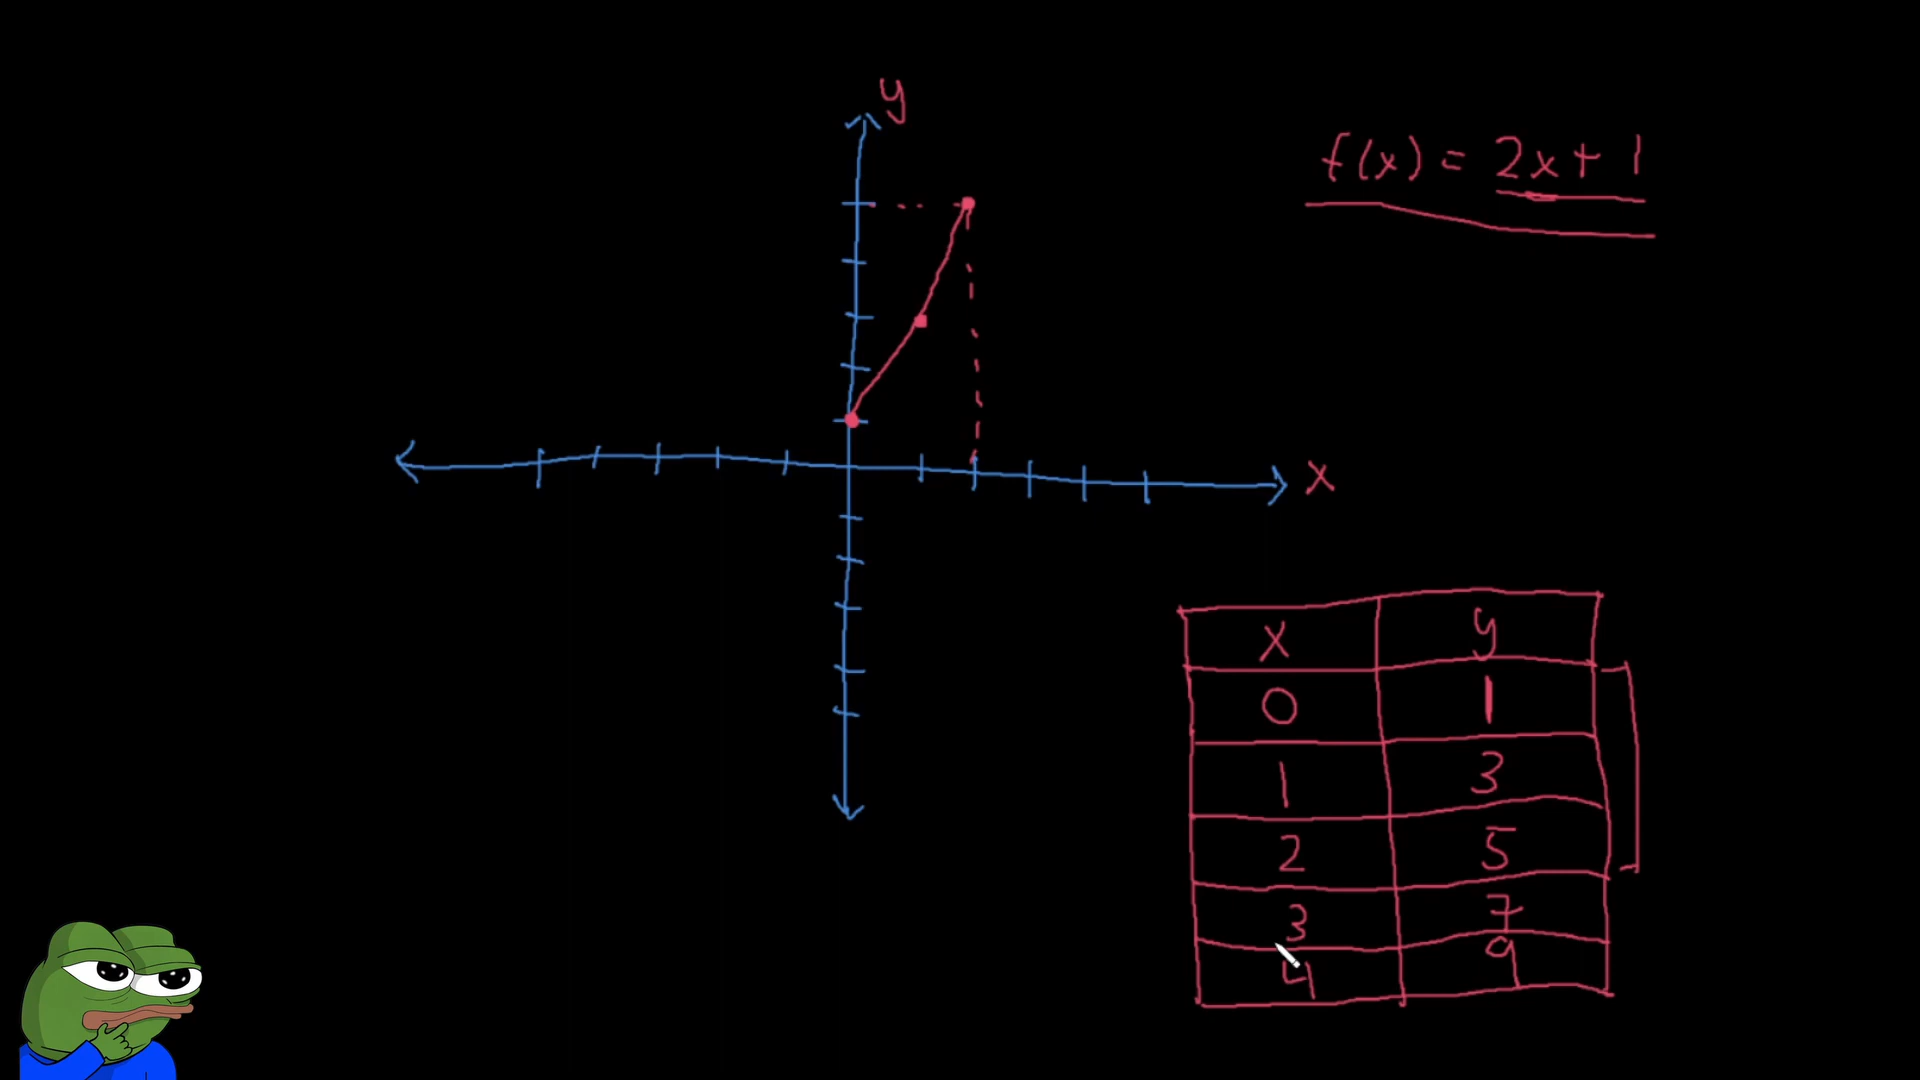 y
f(x) = 2x + 1
x
x y
0 1
1 3
2 5
3 7
4 9